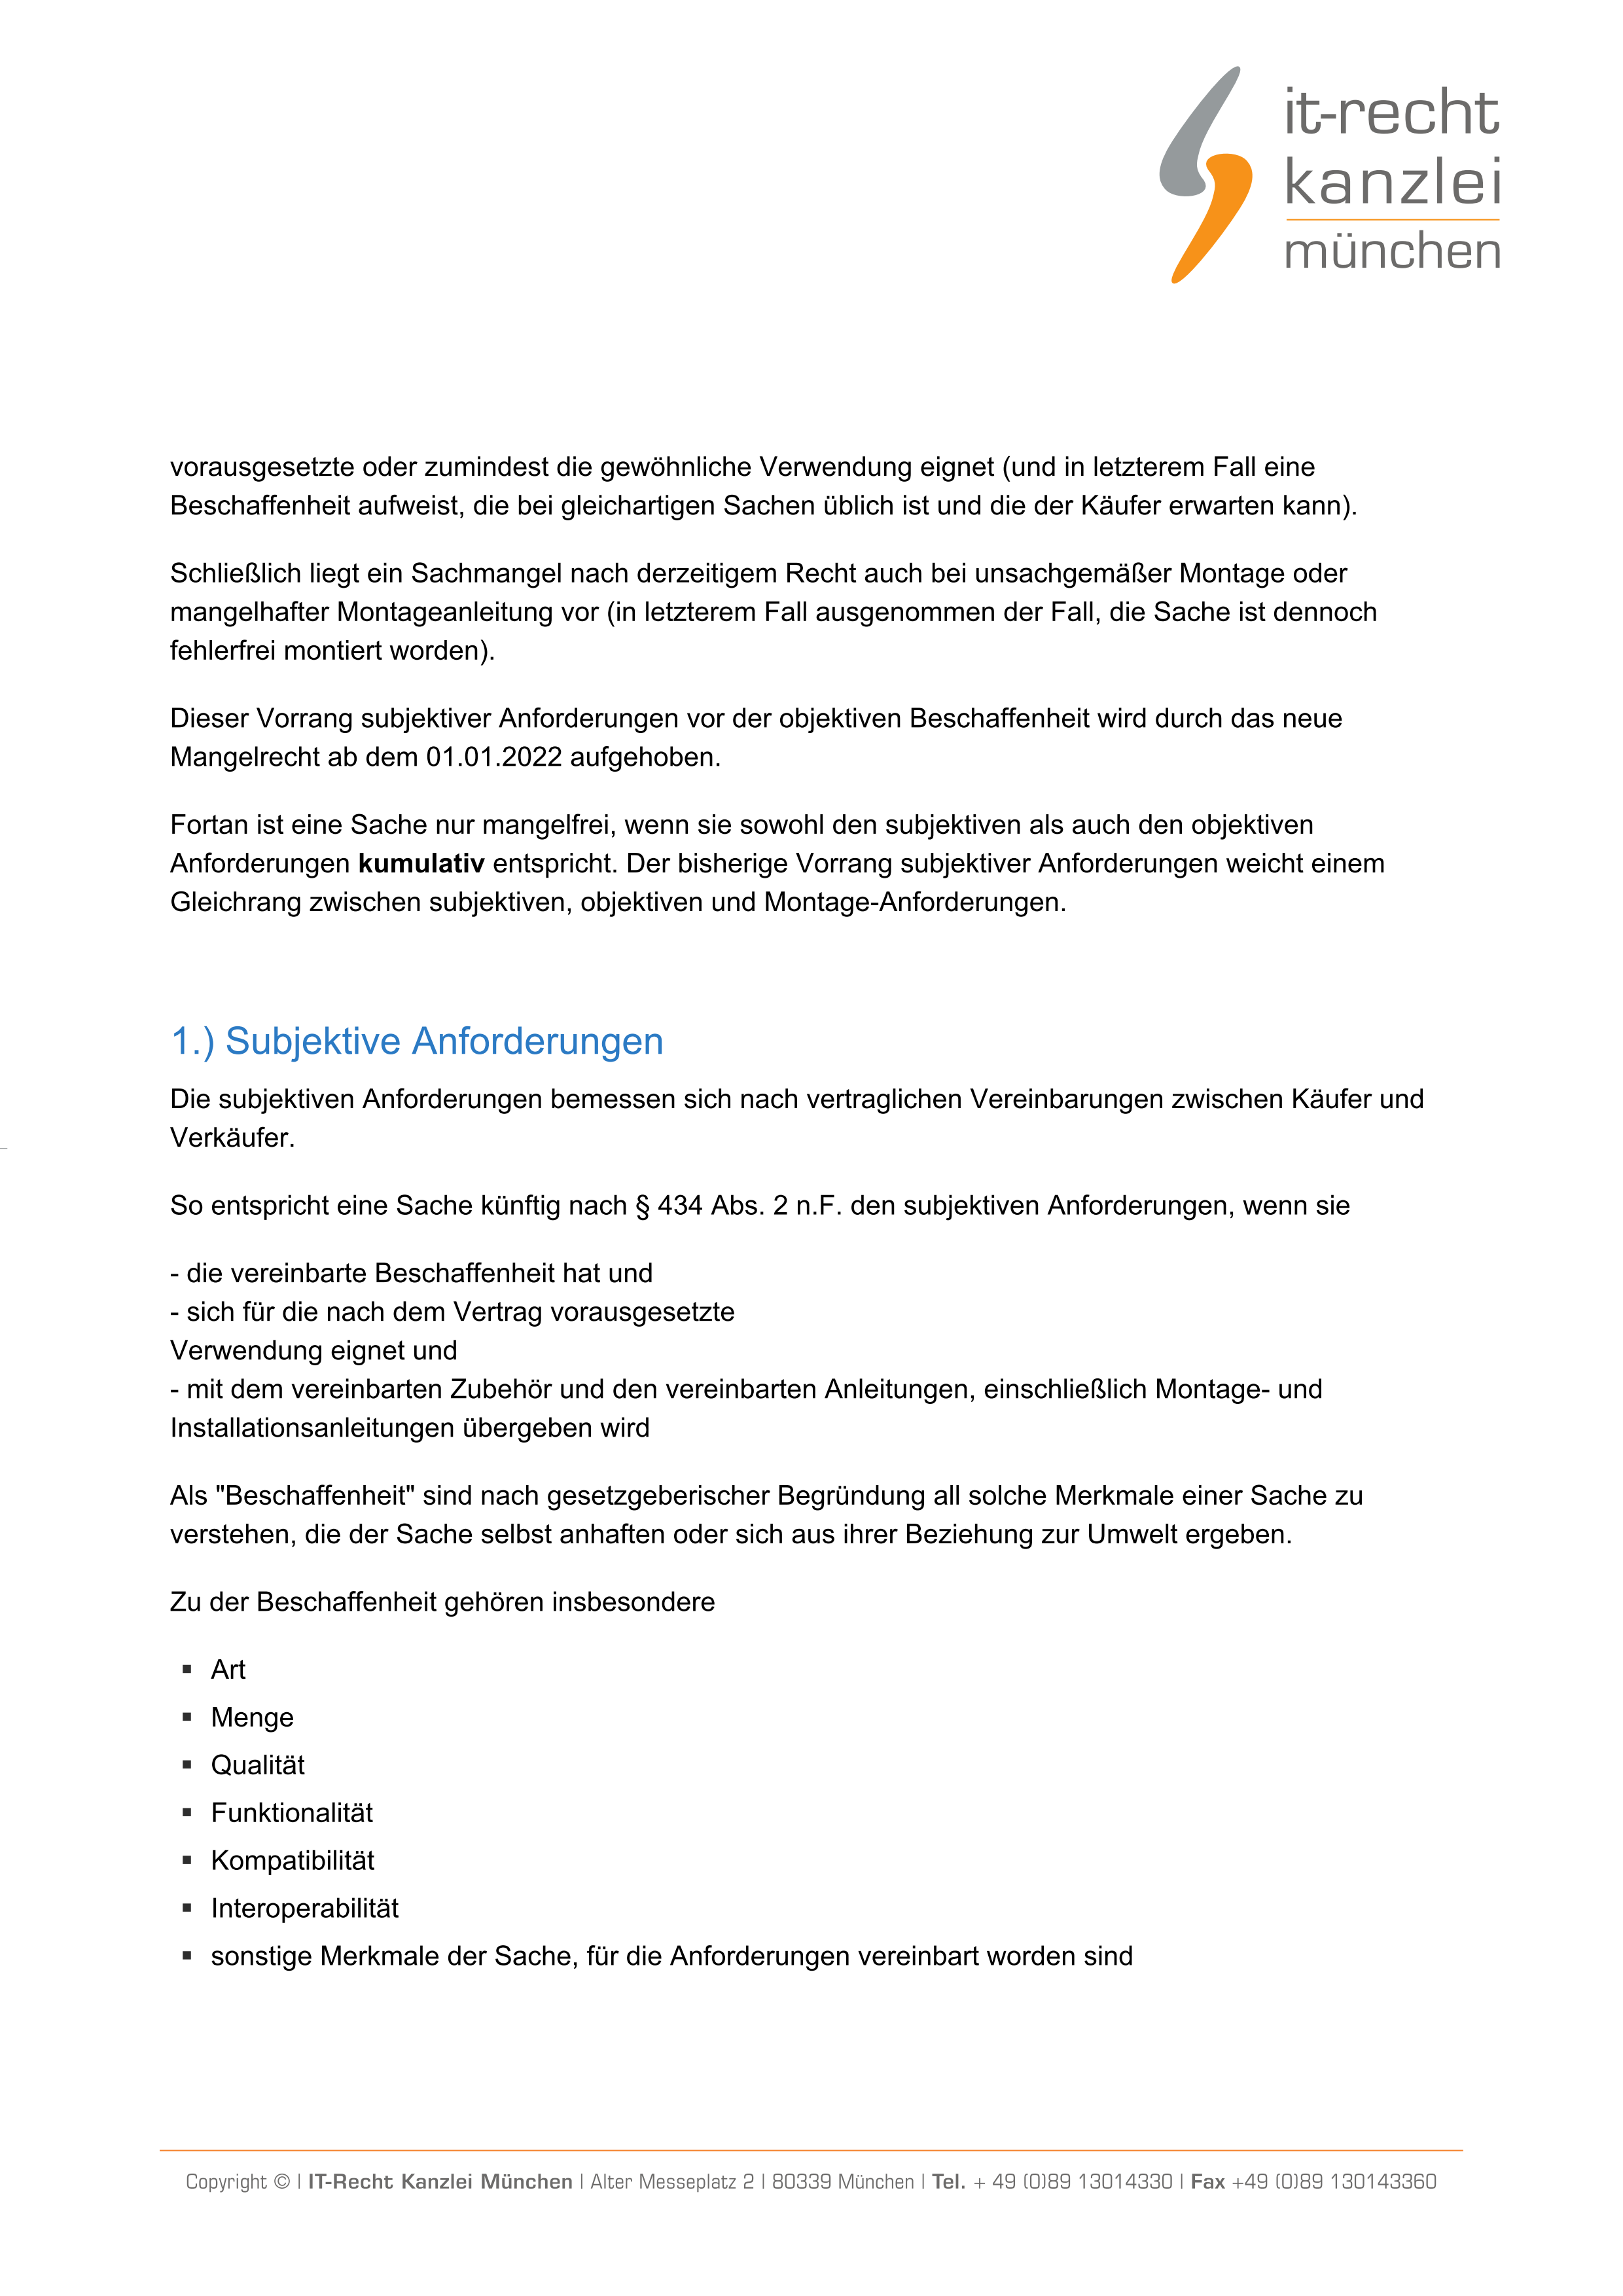 it-recht
kanzlei
münchen
vorausgesetzte oder zumindest die gewöhnliche Verwendung eignet (und in letzterem Fall eine
Beschaffenheit aufweist, die bei gleichartigen Sachen üblich ist und die der Käufer erwarten kann).
Schließlich liegt ein Sachmangel nach derzeitigem Recht auch bei unsachgemäßer Montage oder
mangelhafter Montageanleitung vor (in letzterem Fall ausgenommen der Fall, die Sache ist dennoch
fehlerfrei montiert worden).
Dieser Vorrang subjektiver Anforderungen vor der objektiven Beschaffenheit wird durch das neue
Mangelrecht ab dem 01.01.2022 aufgehoben.
Fortan ist eine Sache nur mangelfrei, wenn sie sowohl den subjektiven als auch den objektiven
Anforderungen kumulativ entspricht. Der bisherige Vorrang subjektiver Anforderungen weicht einem
Gleichrang zwischen subjektiven, objektiven und Montage-Anforderungen.
1.) Subjektive Anforderungen
Die subjektiven Anforderungen bemessen sich nach vertraglichen Vereinbarungen zwischen Käufer und
Verkäufer.
So entspricht eine Sache künftig nach § 434 Abs. 2 n.F. den subjektiven Anforderungen, wenn sie
- die vereinbarte Beschaffenheit hat und
- sich für die nach dem Vertrag vorausgesetzte
Verwendung eignet und
- mit dem vereinbarten Zubehör und den vereinbarten Anleitungen, einschließlich Montage- und
Installationsanleitungen übergeben wird
Als "Beschaffenheit" sind nach gesetzgeberischer Begründung all solche Merkmale einer Sache zu
verstehen, die der Sache selbst anhaften oder sich aus ihrer Beziehung zur Umwelt ergeben.
Zu der Beschaffenheit gehören insbesondere
▪ Art
▪ Menge
▪ Qualität
▪ Funktionalität
▪ Kompatibilität
▪ Interoperabilität
▪ sonstige Merkmale der Sache, für die Anforderungen vereinbart worden sind
Copyright © | IT-Recht Kanzlei München | Alter Messeplatz 2 | 80339 München | Tel. + 49 (0)89 13014330 | Fax +49 (0)89 130143360